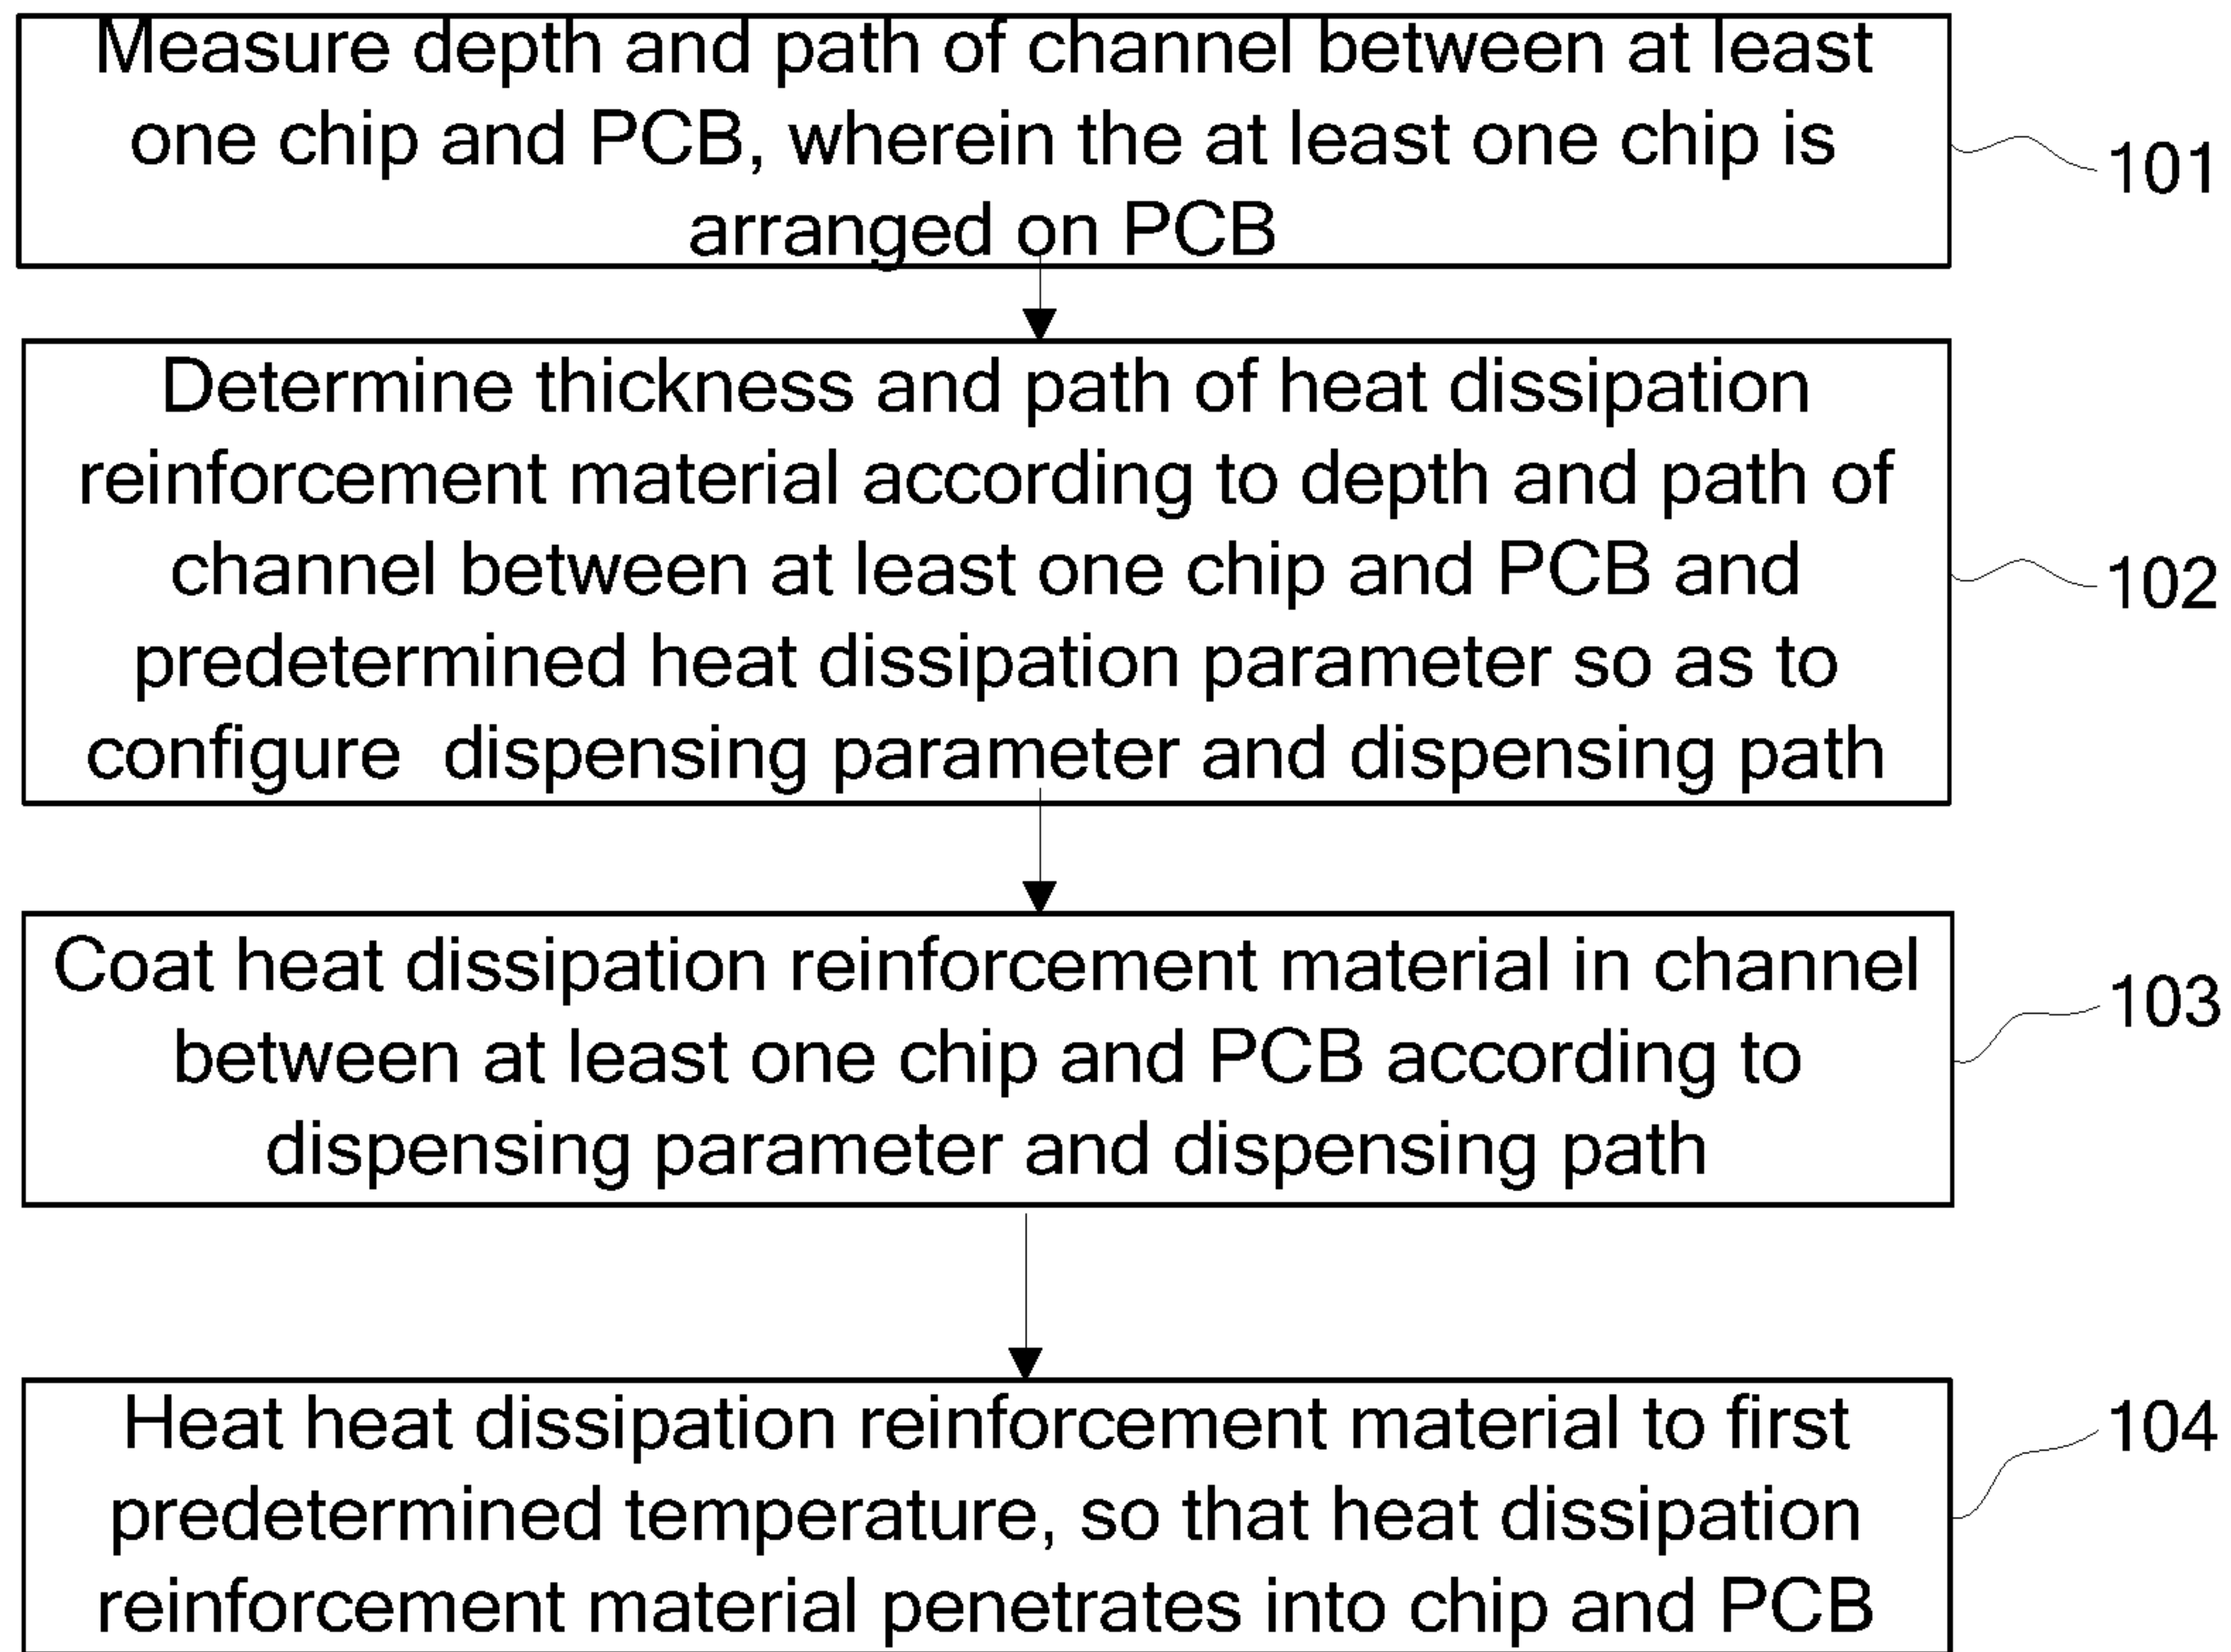 Measure depth and path of channel between at least
one chip and PCB, wherein the at least one chip is
arranged on PCB
101
Determine thickness and path of heat dissipation
reinforcement material according to depth and path of
channel between at least one chip and PCB and
predetermined heat dissipation parameter so as to
configure dispensing parameter and dispensing path
102
Coat heat dissipation reinforcement material in channel
between at least one chip and PCB according to
dispensing parameter and dispensing path
103
Heat heat dissipation reinforcement material to first
predetermined temperature, so that heat dissipation
reinforcement material penetrates into chip and PCB
104